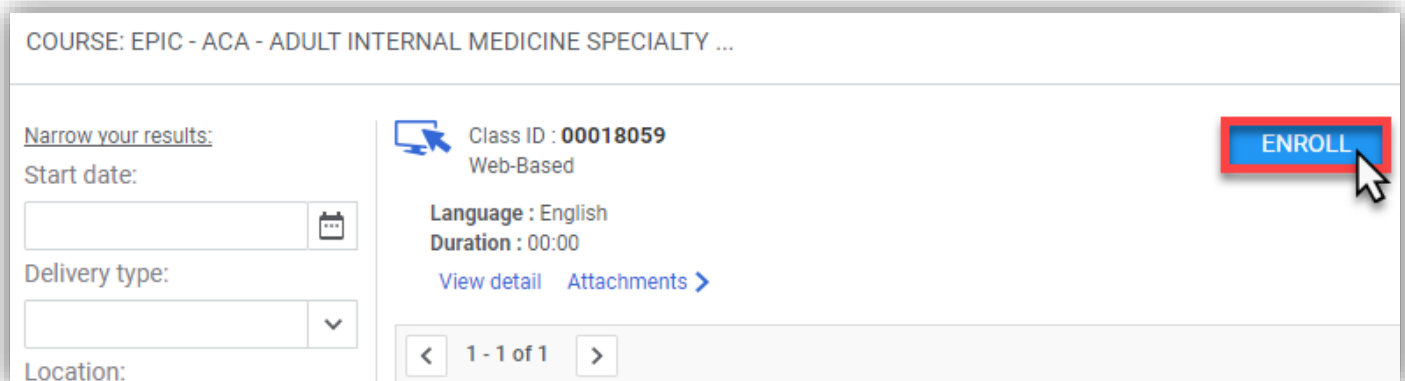 COURSE: EPIC - ACA - ADULT INTERNAL MEDICINE SPECIALTY ...
Narrow your results:
Start date:
Delivery type:
Location:
Class ID : 00018059
Web-Based
ENROLL
Language : English
Duration : 00:00
View detail Attachments
1 - 1 of 1